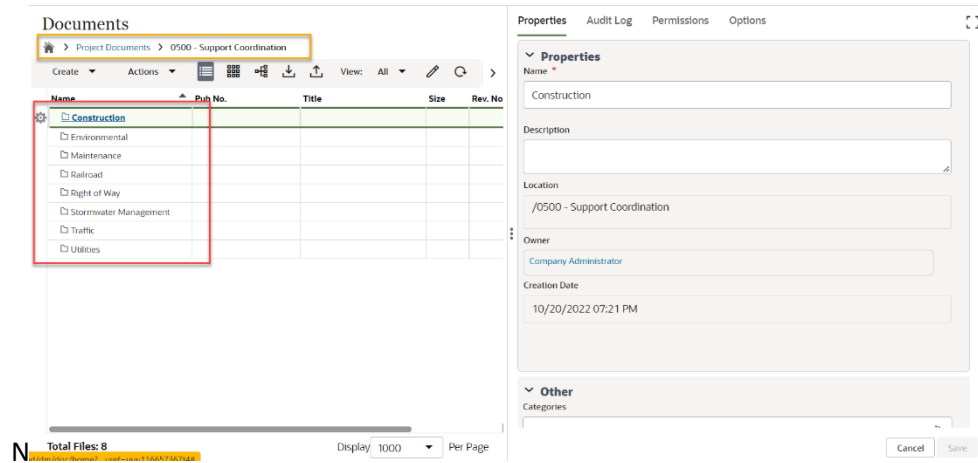 Documents
Project Documents > 0500 - Support Coordination
Create Actions View: All
Name Pub No. Title Size Rev. No
Construction
Environmental
Maintenance
Railroad
Right of Way
Stormwater Management
Traffic
Utilities
Total Files: 8 Display 1000 Per Page
N
Properties Audit Log Permissions Options
Properties
Name *
Construction
Description
Location
/0500 - Support Coordination
Owner
Company Administrator
Creation Date
10/20/2022 07:21 PM
Other
Categories
Cancel Save